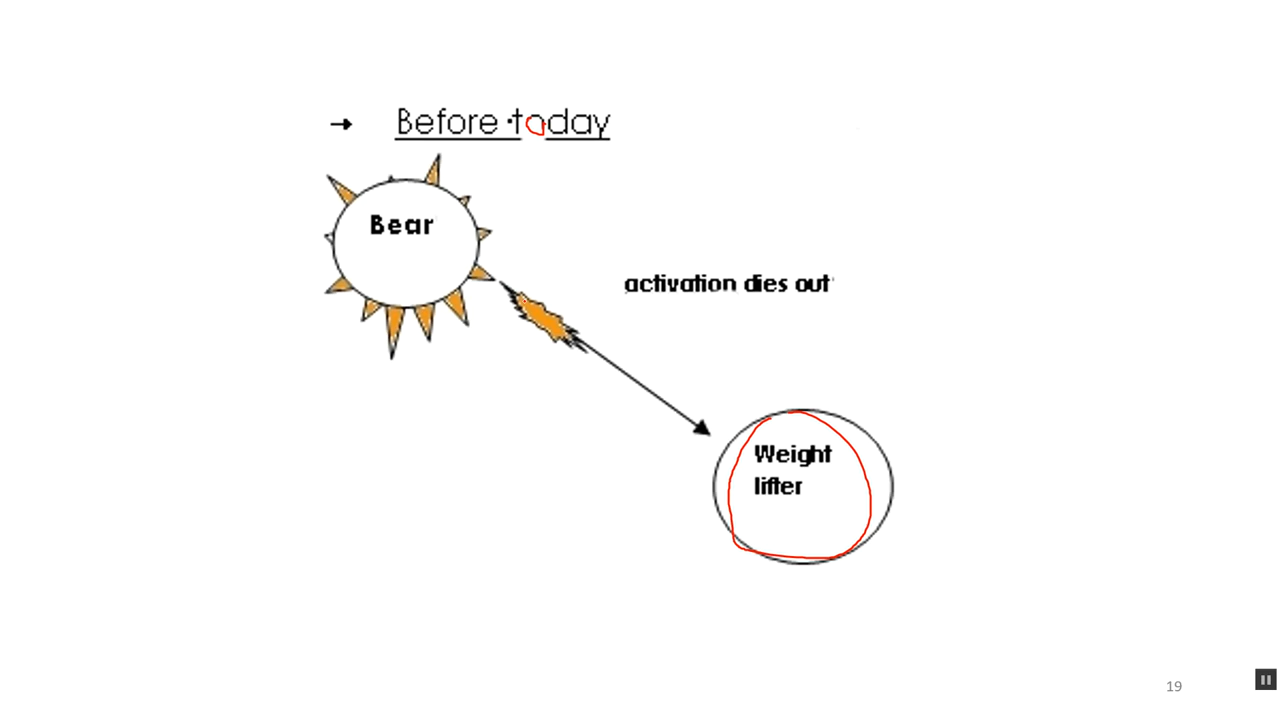 → Before today
Bear
activation dies out
Weight
lifter
19